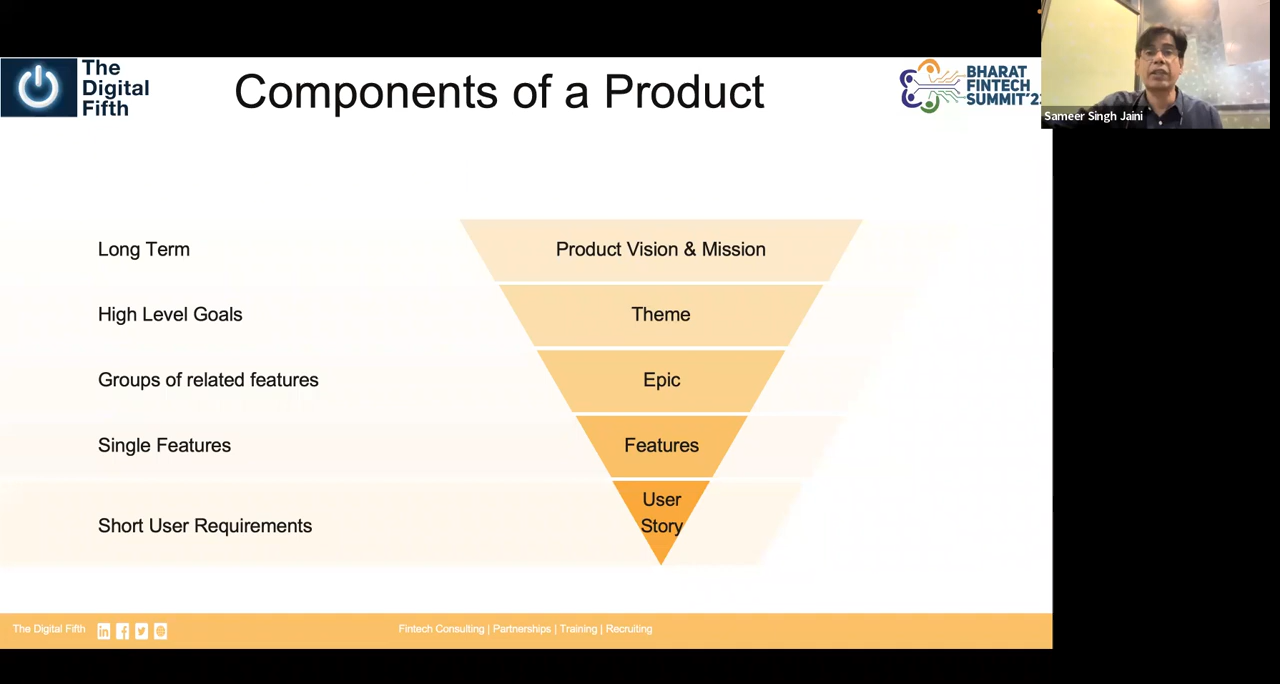 The
Digital
Fifth
Components of a Product
BHARAT
FINTECH
SUMMIT'23
Sameer Singh Jaini
Long Term
Product Vision & Mission
High Level Goals
Theme
Groups of related features
Epic
Single Features
Features
Short User Requirements
User
Story
The Digital Fifth
Fintech Consulting | Partnerships | Training | Recruiting